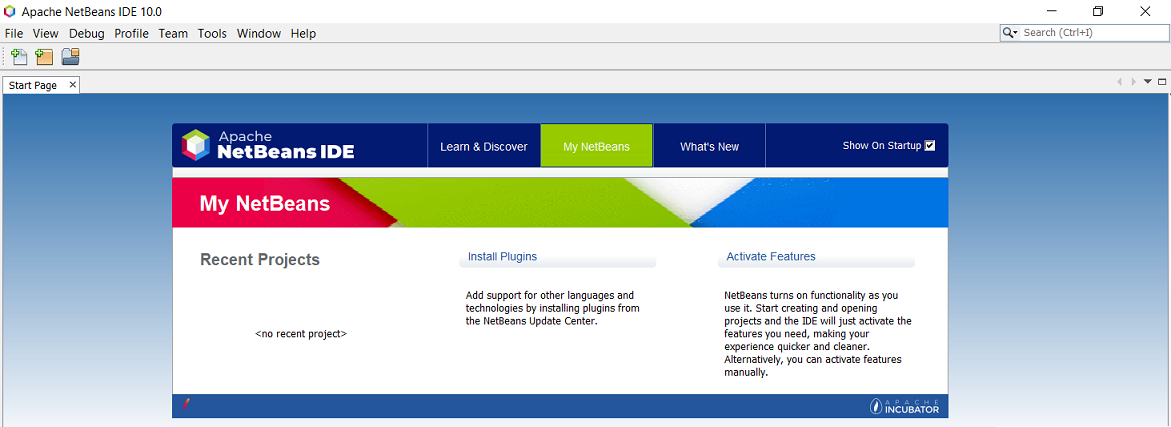 Apache NetBeans IDE 10.0
File View Debug Profile Team Tools Window Help
Search (Ctrl+I)
Start Page
Apache
NetBeans IDE
Learn & Discover
My NetBeans
What's New
Show On Startup
My NetBeans
Recent Projects
<no recent project>
Install Plugins
Add support for other languages and
technologies by installing plugins from
the NetBeans Update Center.
Activate Features
NetBeans turns on functionality as you
use it. Start creating and opening
projects and the IDE will just activate the
features you need, making your
experience quicker and cleaner.
Alternatively, you can activate features
manually.
APACHE
INCUBATOR